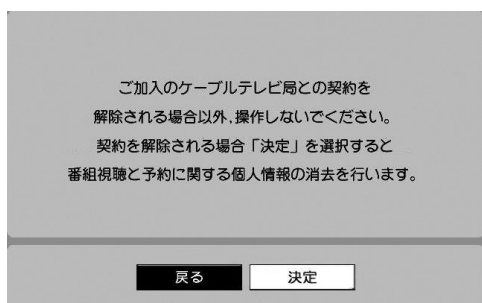 ご加入のケーブルテレビ局との契約を
解除される場合以外,操作しないでください。
契約を解除される場合「決定」を選択すると
番組視聴と予約に関する個人情報の消去を行います。
戻る
決定